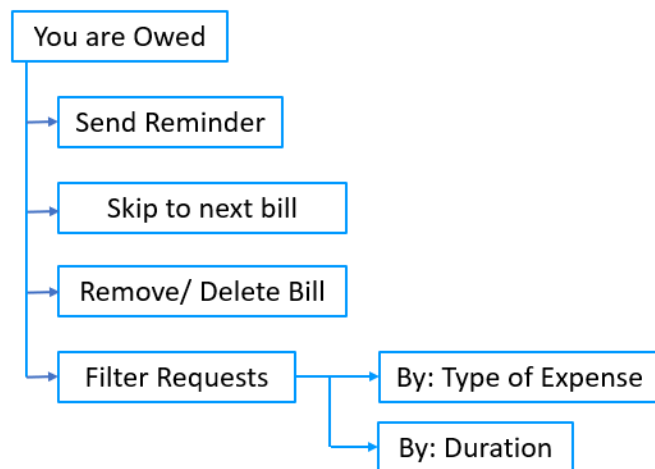 You are Owed
Send Reminder
Skip to next bill
Remove/ Delete Bill
Filter Requests
By: Type of Expense
By: Duration